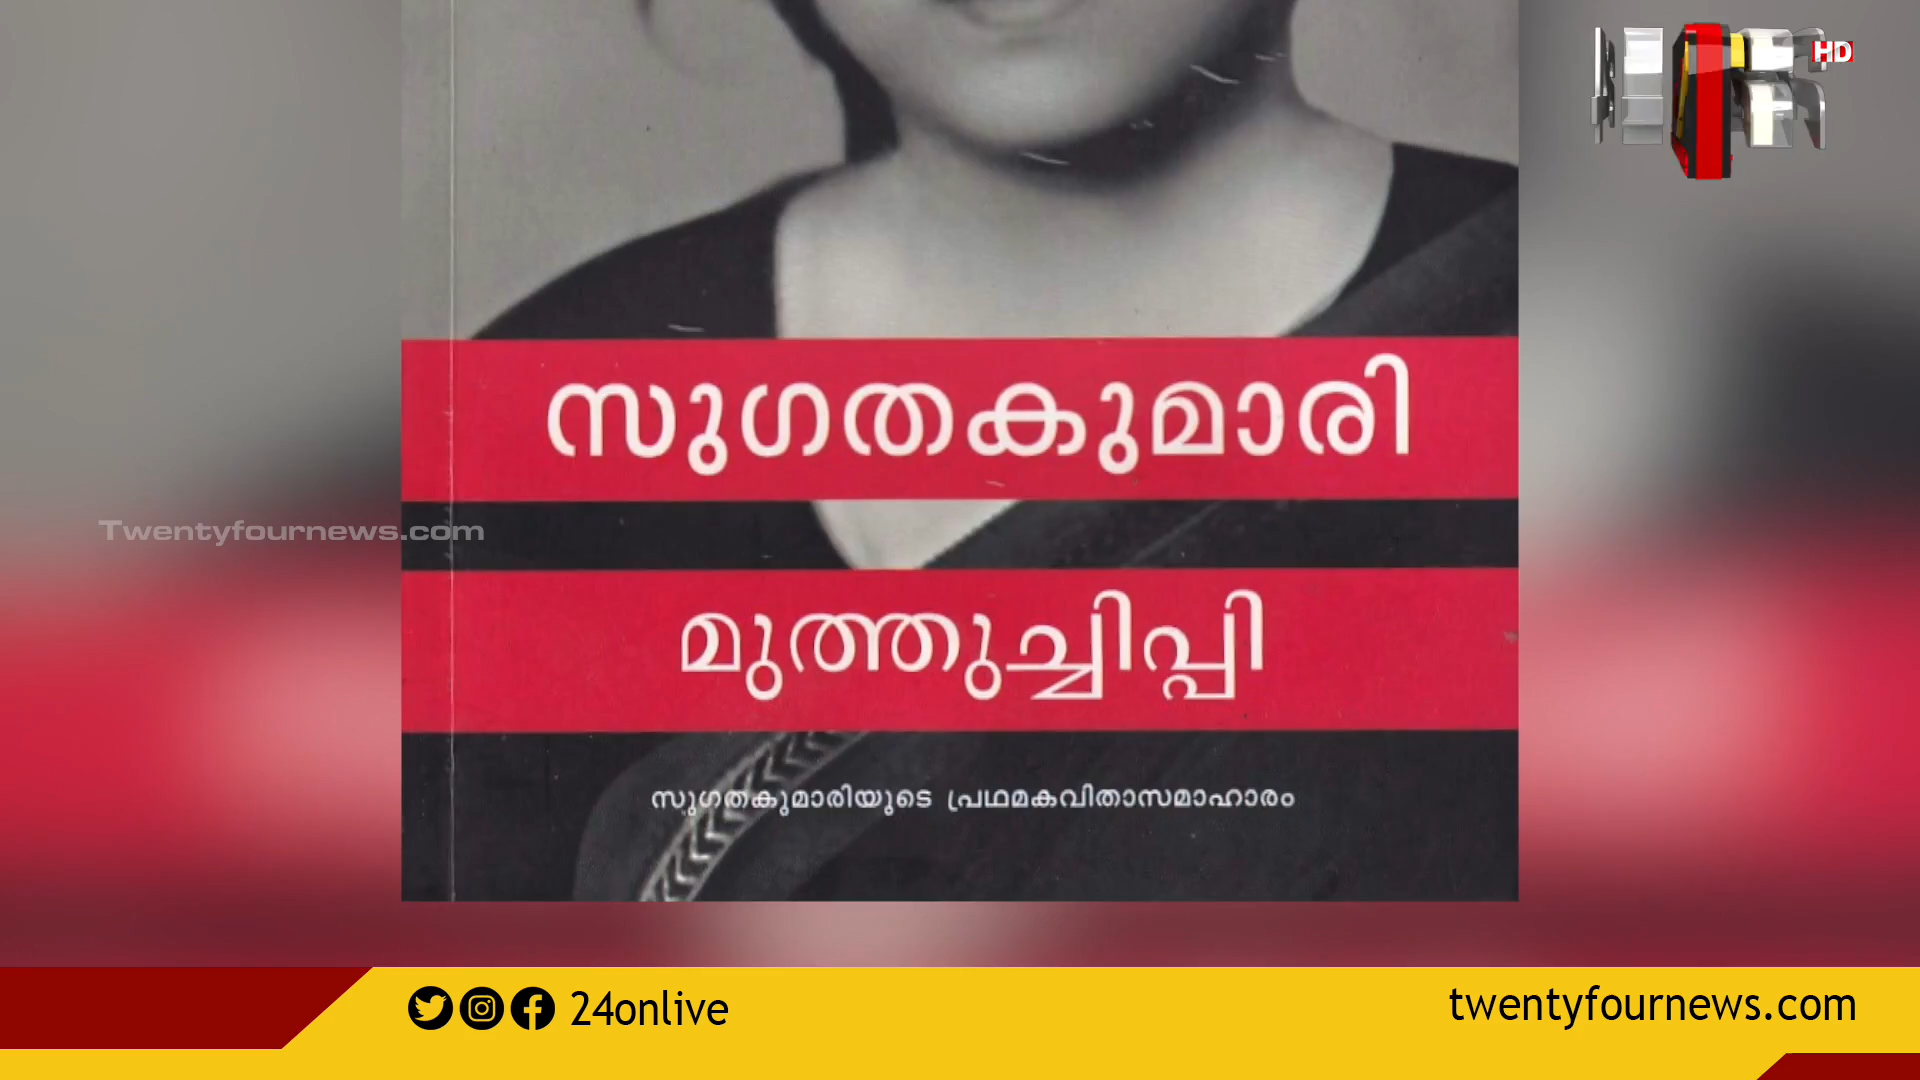 HD
സുഗതകുമാരി
Twentyfournews.com
മുത്തുച്ചിപ്പി
സുഗതകുമാരിയുടെ പ്രഥമകവിതാസമാഹാരം
24onlive
twentyfournews.com